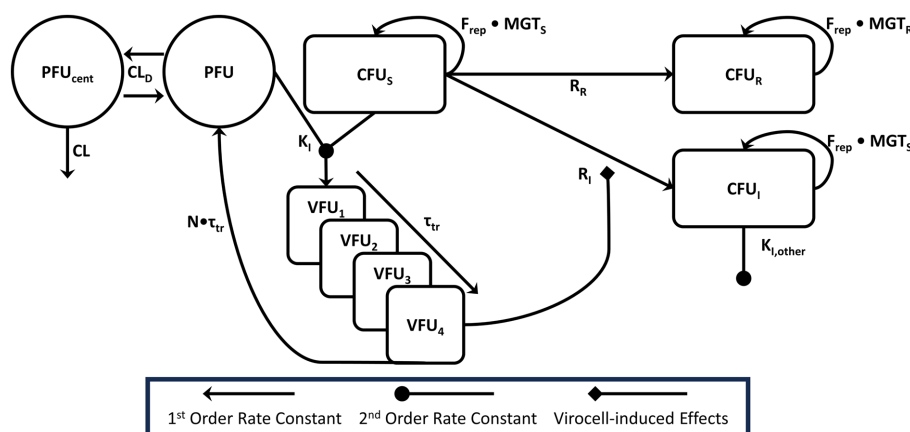 F_rep • MGT_S
F_rep • MGT_R
PFU_cent
CL_D
PFU
CFU_S
CFU_R
R_R
CL
K_I
F_rep • MGT_S
R_I
CFU_I
VFU_1
τ_tr
N•τ_tr
VFU_2
K_I,other
VFU_3
VFU_4
1st Order Rate Constant
2nd Order Rate Constant
Virocell-induced Effects